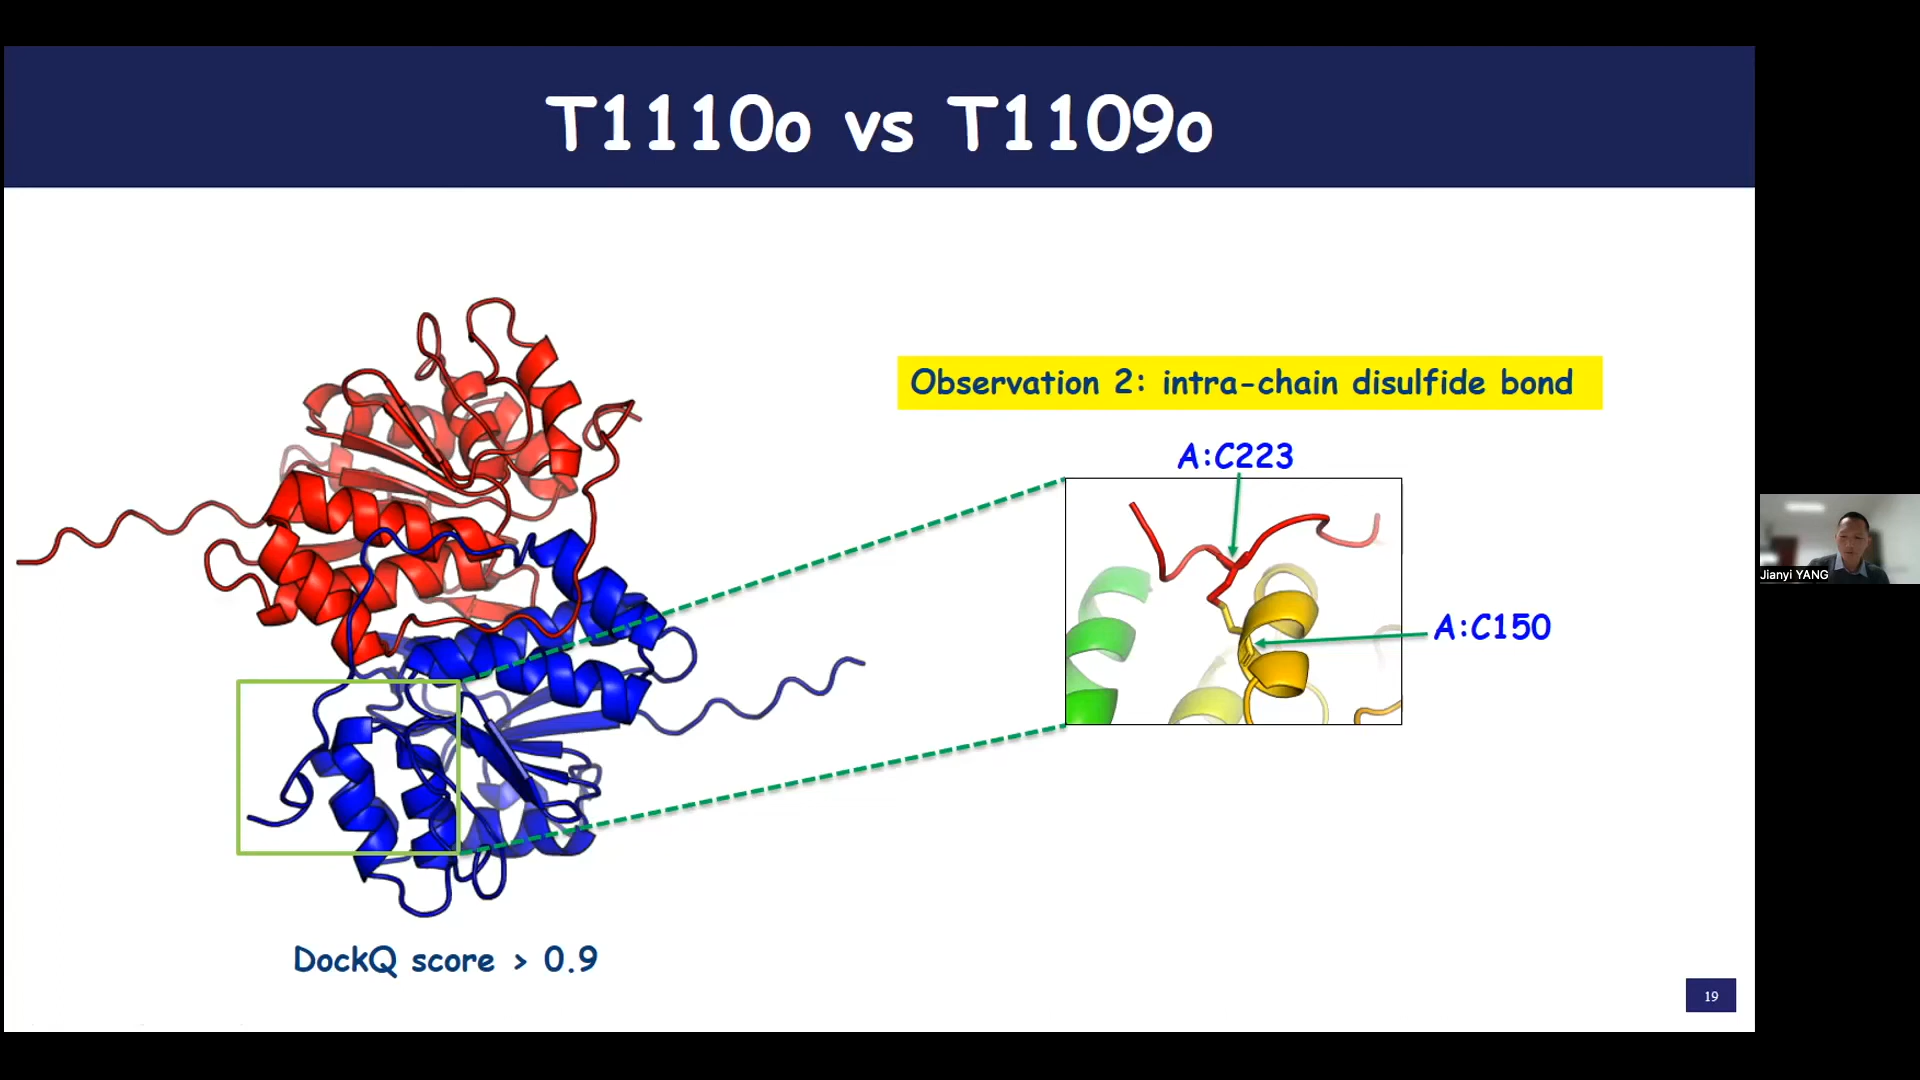 T1110o vs T1109o
Observation 2: intra-chain disulfide bond
A:C223
A:C150
Jianyi YANG
DockQ score > 0.9
19